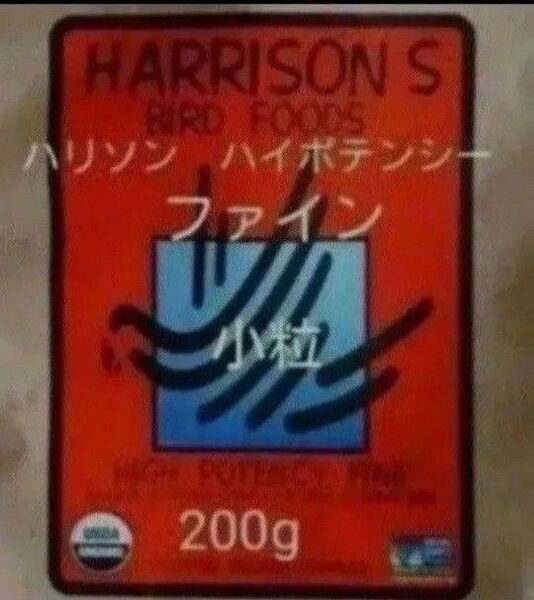 HARRISON S
BIRD FOODS
ハリソン ハイポテンシー
ファイン
小粒
HIGH POTENCY FINE
200g
USDA